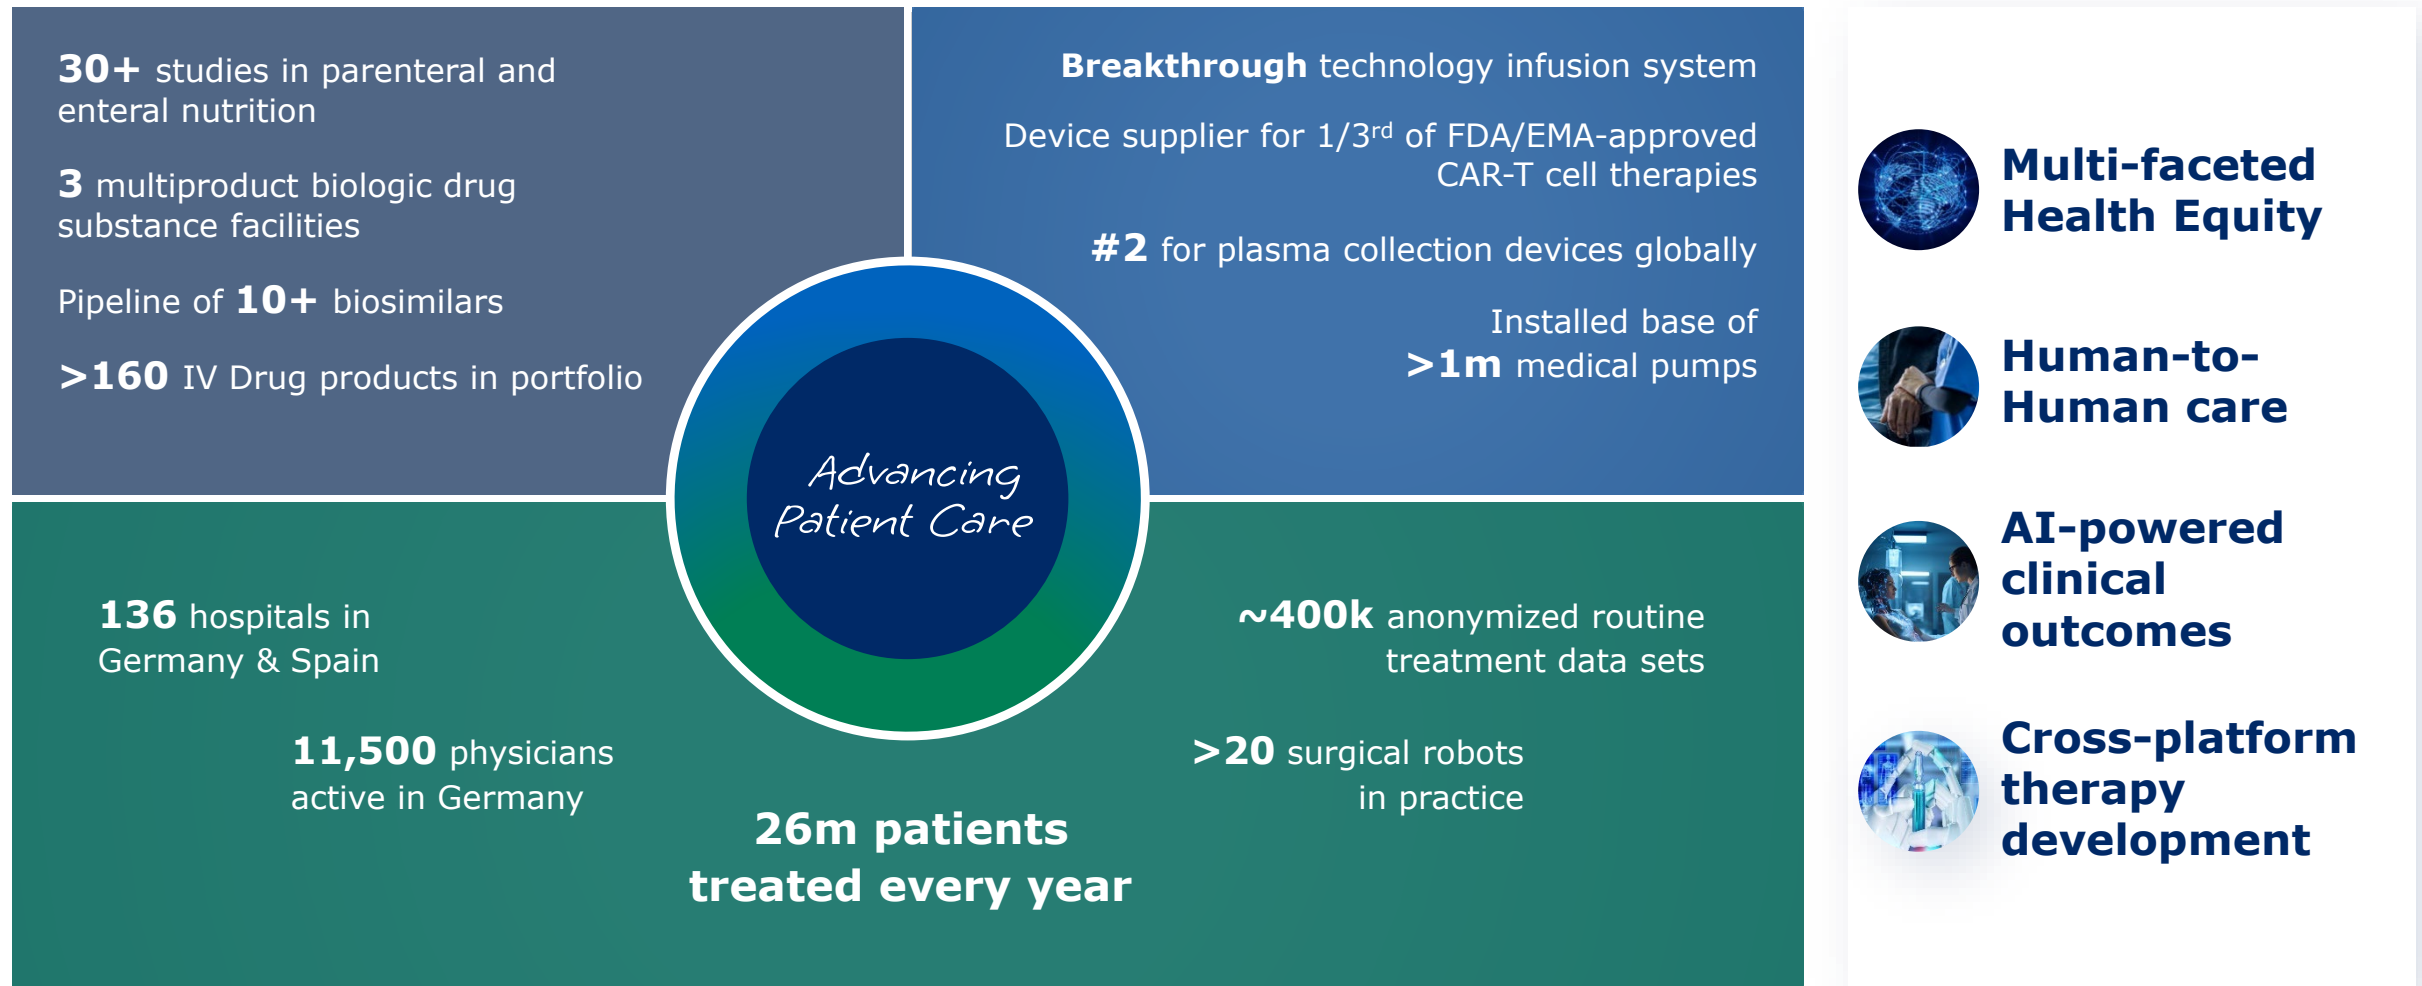 30+ studies in parenteral and
enteral nutrition
3 multiproduct biologic drug
substance facilities
Pipeline of 10+ biosimilars
>160 IV Drug products in portfolio
Breakthrough technology infusion system
Device supplier for 1/3rd of FDA/EMA-approved
CAR-T cell therapies
#2 for plasma collection devices globally
Installed base of
>1m medical pumps
Advancing
Patient Care
136 hospitals in
Germany & Spain
11,500 physicians
active in Germany
26m patients
treated every year
~400k anonymized routine
treatment data sets
>20 surgical robots
in practice
Multi-faceted
Health Equity
Human-to-
Human care
AI-powered
clinical
outcomes
Cross-platform
therapy
development